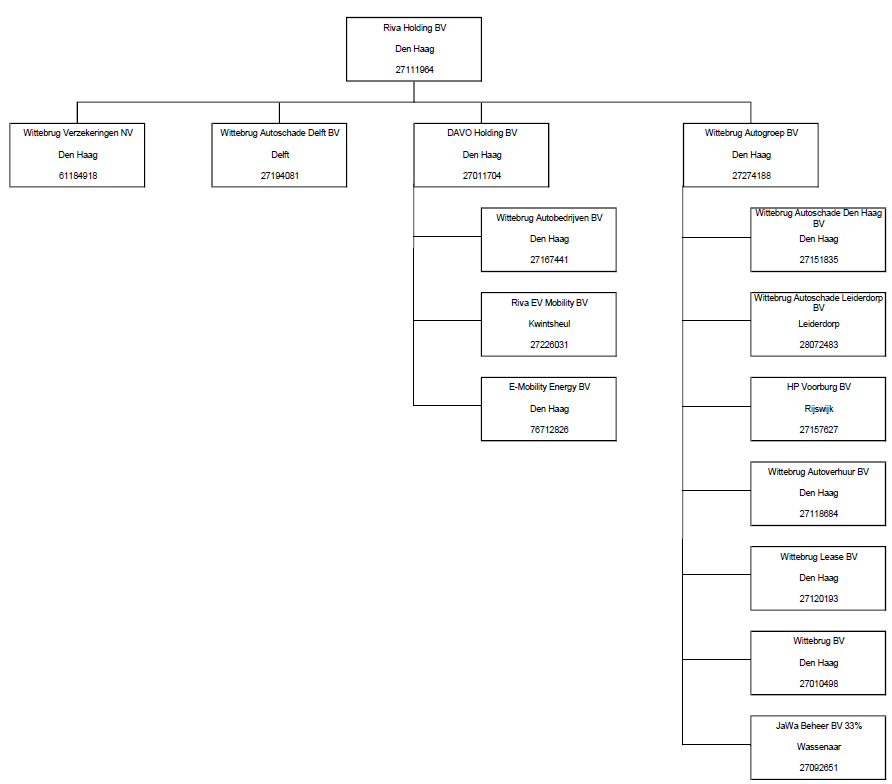 Riva Holding BV
Den Haag
27111964
Wittebrug Verzekeringen NV
Den Haag
61184918
Wittebrug Autoschade Delft BV
Delft
27194081
DAVO Holding BV
Den Haag
27011704
Wittebrug Autogroep BV
Den Haag
27274188
Wittebrug Autobedrijven BV
Den Haag
27167441
Riva EV Mobility BV
Kwintsheul
27226031
E-Mobility Energy BV
Den Haag
76712826
Wittebrug Autoschade Den Haag
BV
Den Haag
27151835
Wittebrug Autoschade Leiderdorp
BV
Leiderdorp
28072483
HP Voorburg BV
Rijswijk
27157627
Wittebrug Autoverhuur BV
Den Haag
27118684
Wittebrug Lease BV
Den Haag
27120193
Wittebrug BV
Den Haag
27010498
JaWa Beheer BV 33%
Wassenaar
27092651